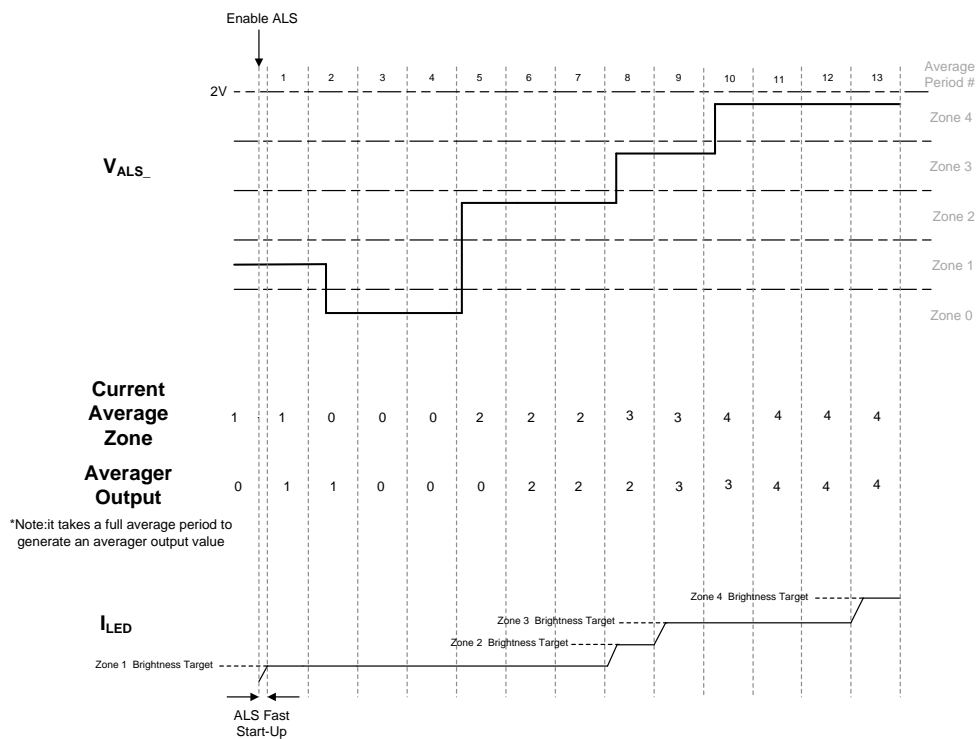 Enable ALS
1 2 3 4 5 6 7 8 9 10 11 12 13
Average
Period #
2V
Zone 4
VALS_
Zone 3
Zone 2
Zone 1
Zone 0
Current
Average
Zone
1 1 0 0 0 2 2 2 3 3 4 4 4 4
Averager
Output
0 1 1 0 0 0 2 2 2 3 3 4 4 4
*Note:it takes a full average period to
generate an averager output value
ILED
Zone 4 Brightness Target
Zone 3 Brightness Target
Zone 2 Brightness Target
Zone 1 Brightness Target
ALS Fast
Start-Up